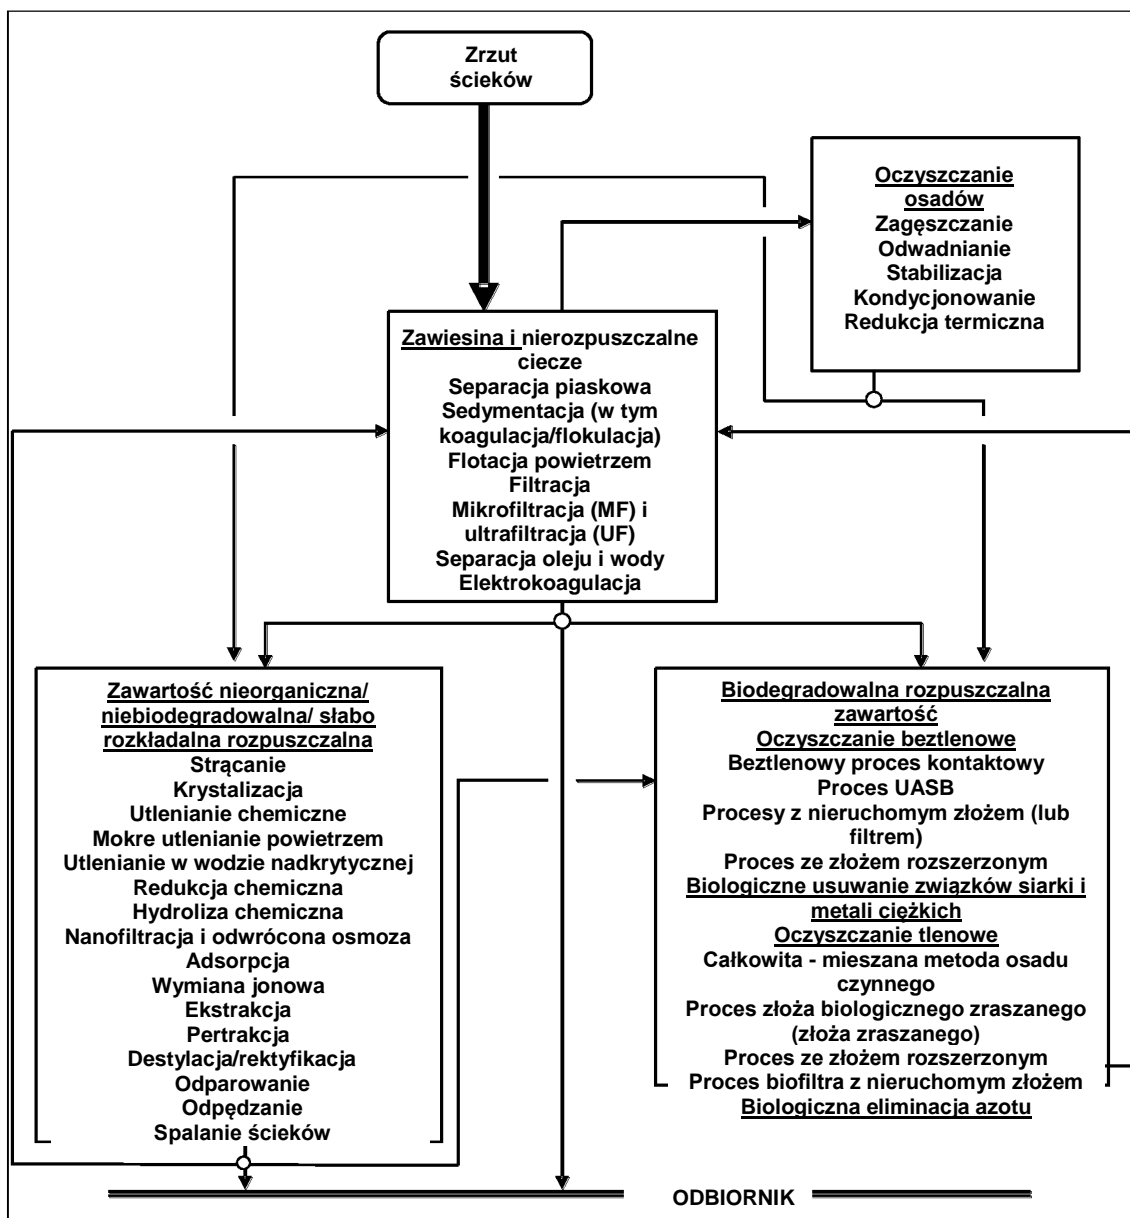 Zrzut
ścieków
Oczyszczanie
osadów
Zagęszczanie
Odwadnianie
Stabilizacja
Kondycjonowanie
Redukcja termiczna
Zawiesina i nierozpuszczalne
ciecze
Separacja piaskowa
Sedymentacja (w tym
koagulacja/flokulacja)
Flotacja powietrzem
Filtracja
Mikrofiltracja (MF) i
ultrafiltracja (UF)
Separacja oleju i wody
Elektrokoagulacja
Zawartość nieorganiczna/
niebiodegradowalna/ słabo
rozkładalna rozpuszczalna
Strącanie
Krystalizacja
Utlenianie chemiczne
Mokre utlenianie powietrzem
Utlenianie w wodzie nadkrytycznej
Redukcja chemiczna
Hydroliza chemiczna
Nanofiltracja i odwrócona osmoza
Adsorpcja
Wymiana jonowa
Ekstrakcja
Pertrakcja
Destylacja/rektyfikacja
Odparowanie
Odpędzanie
Spalanie ścieków
Biodegradowalna rozpuszczalna
zawartość
Oczyszczanie beztlenowe
Beztlenowy proces kontaktowy
Proces UASB
Procesy z nieruchomym złożem (lub
filtrem)
Proces ze złożem rozszerzonym
Biologiczne usuwanie związków siarki i
metali ciężkich
Oczyszczanie tlenowe
Całkowita - mieszana metoda osadu
czynnego
Proces złoża biologicznego zraszanego
(złoża zraszanego)
Proces ze złożem rozszerzonym
Proces biofiltra z nieruchomym złożem
Biologiczna eliminacja azotu
ODBIORNIK